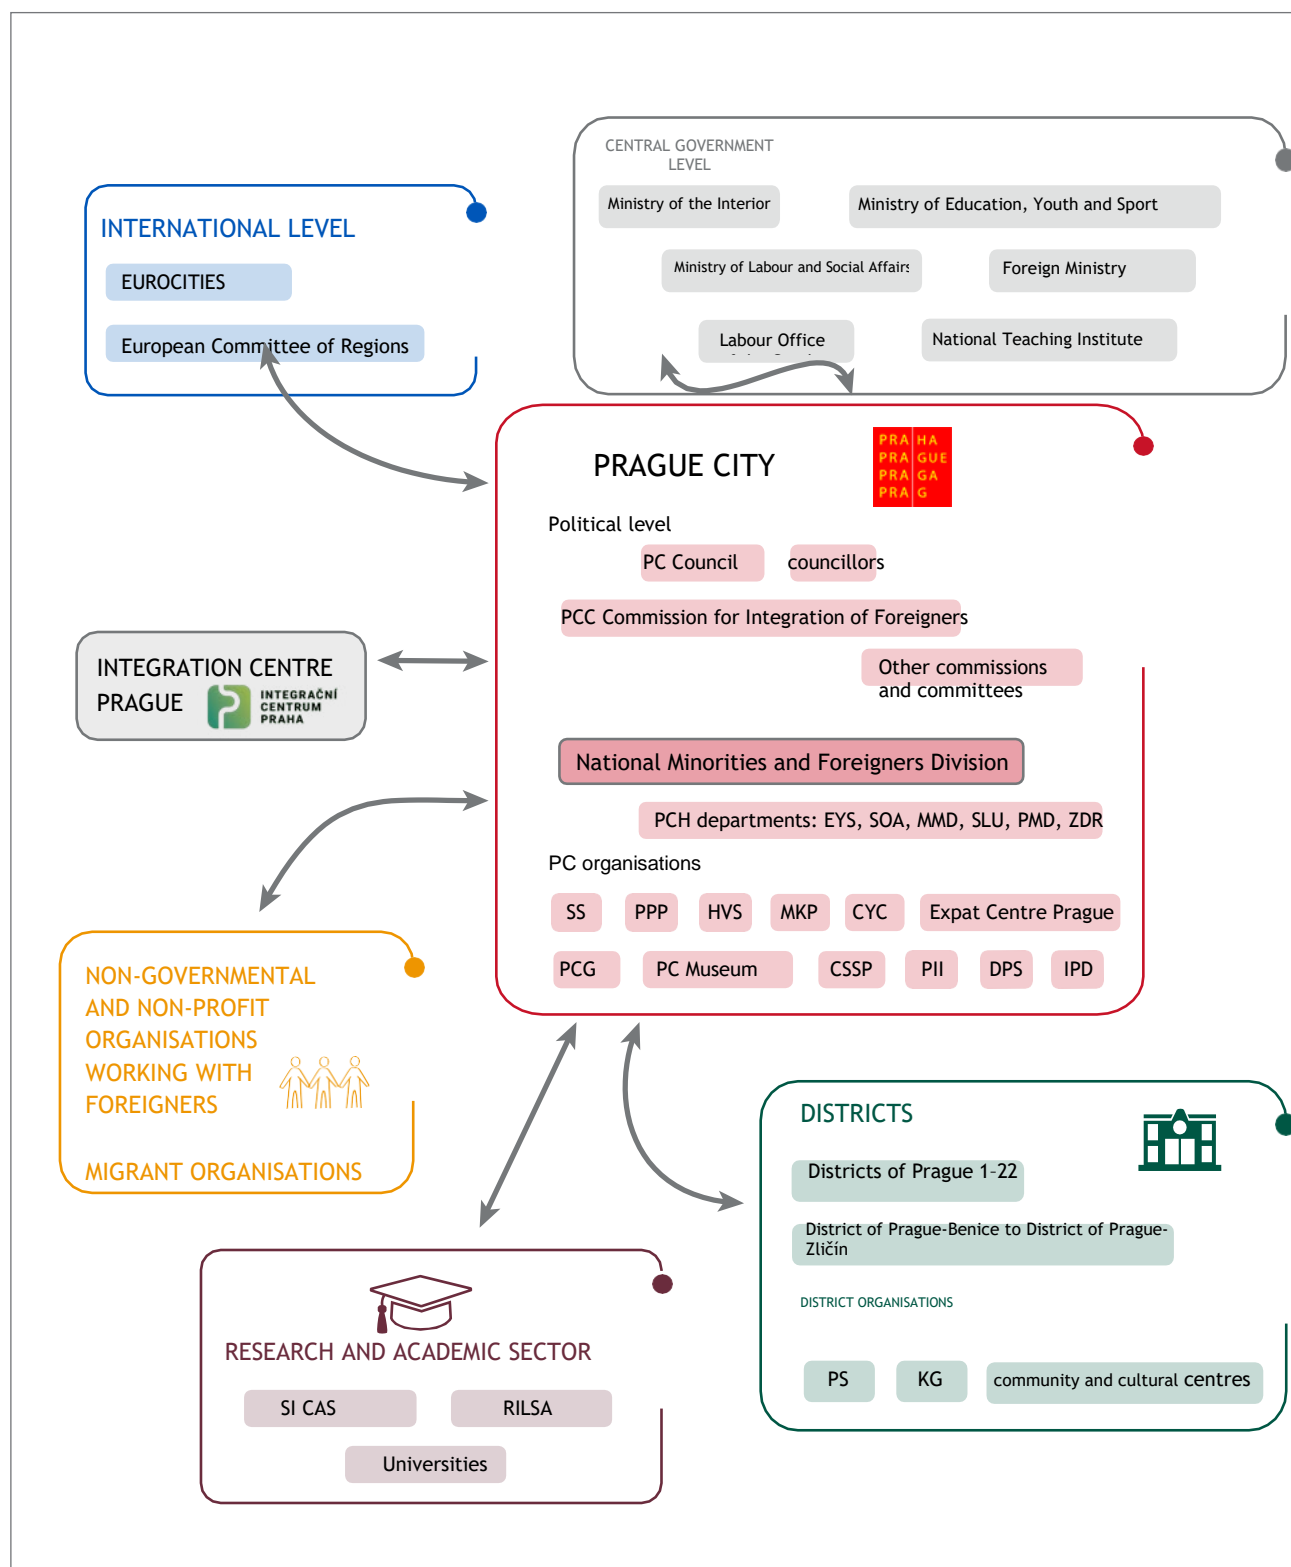 CENTRAL GOVERNMENT
LEVEL
Ministry of the Interior
Ministry of Education, Youth and Sport
Ministry of Labour and Social Affairs
Foreign Ministry
Labour Office
National Teaching Institute
INTERNATIONAL LEVEL
EUROCITIES
European Committee of Regions
PRAGUE CITY
PRA HA
PRA GUE
PRA GA
PRA G
Political level
PC Council
councillors
PCC Commission for Integration of Foreigners
Other commissions
and committees
National Minorities and Foreigners Division
PCH departments: EYS, SOA, MMD, SLU, PMD, ZDR
PC organisations
SS
PPP
HVS
MKP
CYC
Expat Centre Prague
PCG
PC Museum
CSSP
PII
DPS
IPD
INTEGRATION CENTRE
PRAGUE
INTEGRAČNÍ
CENTRUM
PRAHA
NON-GOVERNMENTAL
AND NON-PROFIT
ORGANISATIONS
WORKING WITH
FOREIGNERS
MIGRANT ORGANISATIONS
DISTRICTS
Districts of Prague 1–22
District of Prague-Benice to District of Prague-
Zličín
DISTRICT ORGANISATIONS
PS
KG
community and cultural centres
RESEARCH AND ACADEMIC SECTOR
SI CAS
RILSA
Universities